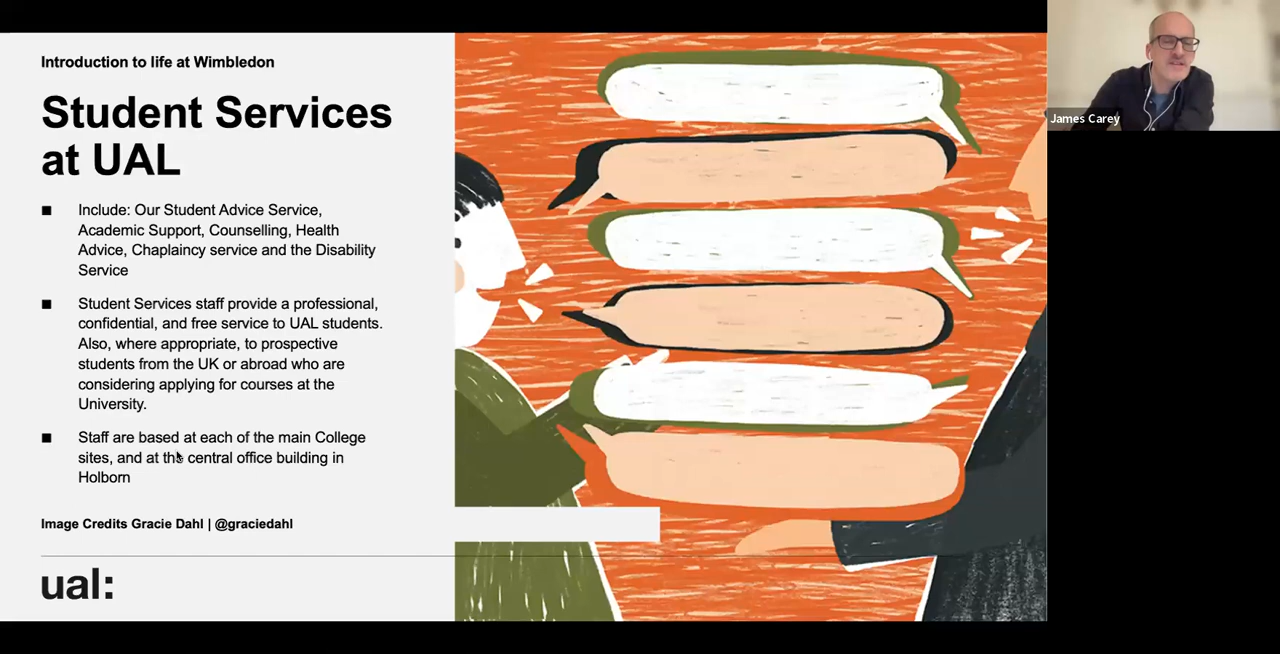 Introduction to life at Wimbledon
Student Services
at UAL
■ Include: Our Student Advice Service,
Academic Support, Counselling, Health
Advice, Chaplaincy service and the Disability
Service
■ Student Services staff provide a professional,
confidential, and free service to UAL students.
Also, where appropriate, to prospective
students from the UK or abroad who are
considering applying for courses at the
University.
■ Staff are based at each of the main College
sites, and at the central office building in
Holborn
Image Credits Gracie Dahl | @graciedahl
ual:
James Carey